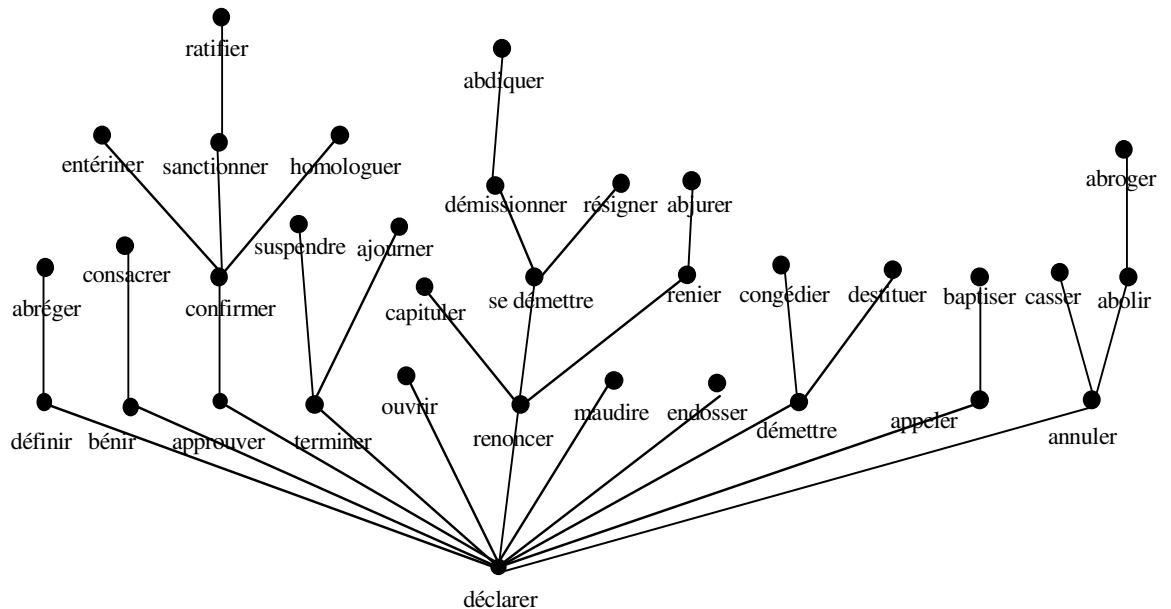 ratifier
abdiquer
entériner sanctionner homologuer
abroger
démissionner résigner abjurer
suspendre ajourner
consacrer
abréger confirmer capituler se démettre renier congédier destituer baptiser casser abolir
ouvrir maudire endosser
définir bénir approuver terminer renoncer démettre appeler annuler
déclarer